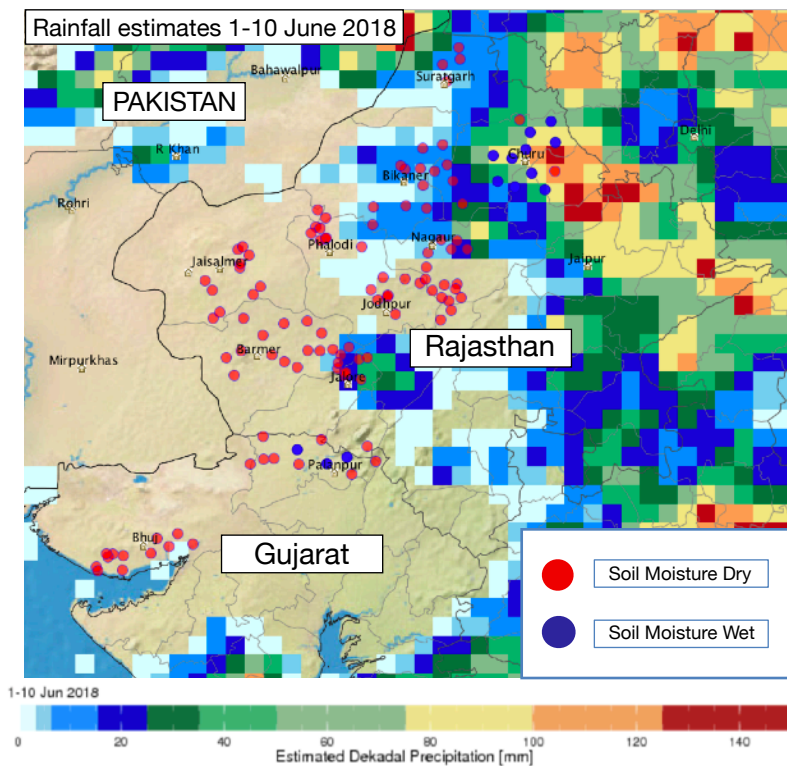 Rainfall estimates 1-10 June 2018
Bahawalpur
Suratgarh
PAKISTAN
Delhi
R Khan
Churu
Bikaner
Rohri
Nagaur
Phalodi
Jaisalmer
Jaipur
Jodhpur
Rajasthan
Barmer
Mirpurkhas
Jalore
Palanpur
Bhuj
Gujarat
Soil Moisture Dry
Soil Moisture Wet
1-10 Jun 2018
0 20 40 60 80 100 120 140
Estimated Dekadal Precipitation [mm]